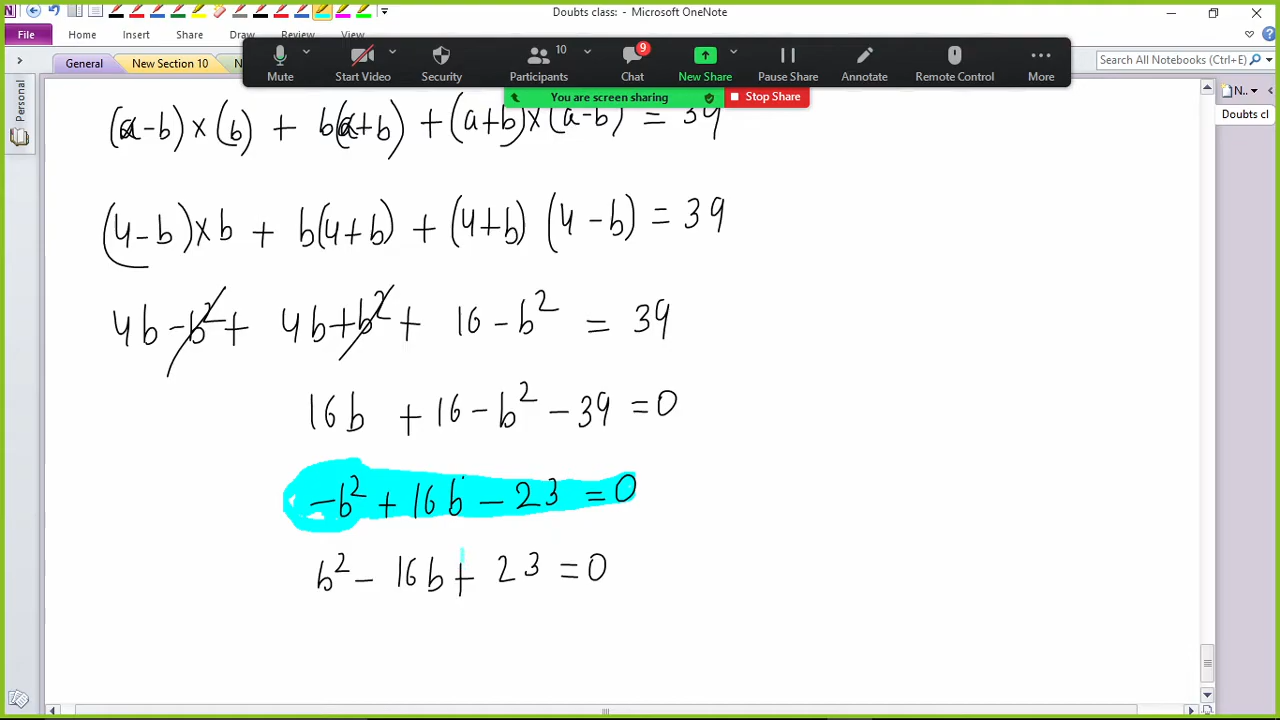 Doubts class: - Microsoft OneNote
File Home Insert Share Draw
Mute Start Video Security 10 Participants 9 Chat New Share Pause Share Annotate Remote Control More
General New Section 10 N
Search All Notebooks (Ctrl+E)
You are screen sharing Stop Share
Personal
N...
Doubts cl
(a-b)×(b) + b(a+b) +(a+b)×(a-b) = 39
(4-b)×b + b(4+b) + (4+b) (4-b) = 39
4b-b²+ 4b+b² + 16-b² = 39
16b +16-b²-39 =0
-b²+16b-23 =0
b²-16b+ 23 =0